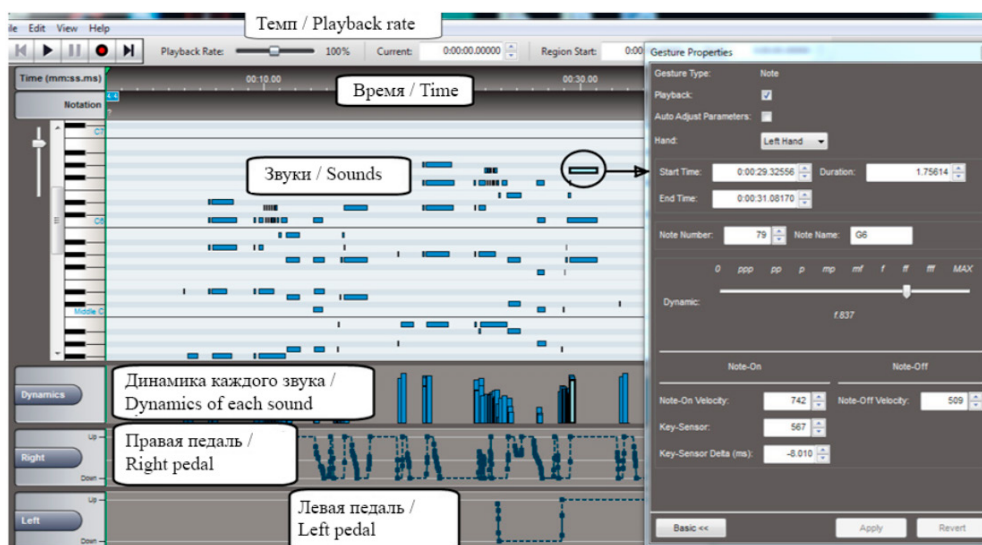 Темп / Playback rate
File Edit View Help
Playback Rate: 100% Current: 0:00:00.00000 Region Start: 0:00
Gesture Properties
Time (mm:ss.ms) 00:10.00 00:30.00
Время / Time
Notation
4:4
C7
Звуки / Sounds
C6
Middle C
Gesture Type: Note
Playback:
Auto Adjust Parameters:
Hand: Left Hand
Start Time: 0:00:29.32556 Duration: 1.75614
End Time: 0:00:31.08170
Note Number: 79 Note Name: G6
0 ppp pp p mp mf f ff fff MAX
Dynamic:
f.837
Note-On Note-Off
Note-On Velocity: 742 Note-Off Velocity: 509
Key-Sensor: 567
Key-Sensor Delta (ms): -8.010
Basic << Apply Revert
Dynamics
Динамика каждого звука /
Dynamics of each sound
Right
Up
Down
Правая педаль /
Right pedal
Left
Up
Down
Левая педаль /
Left pedal